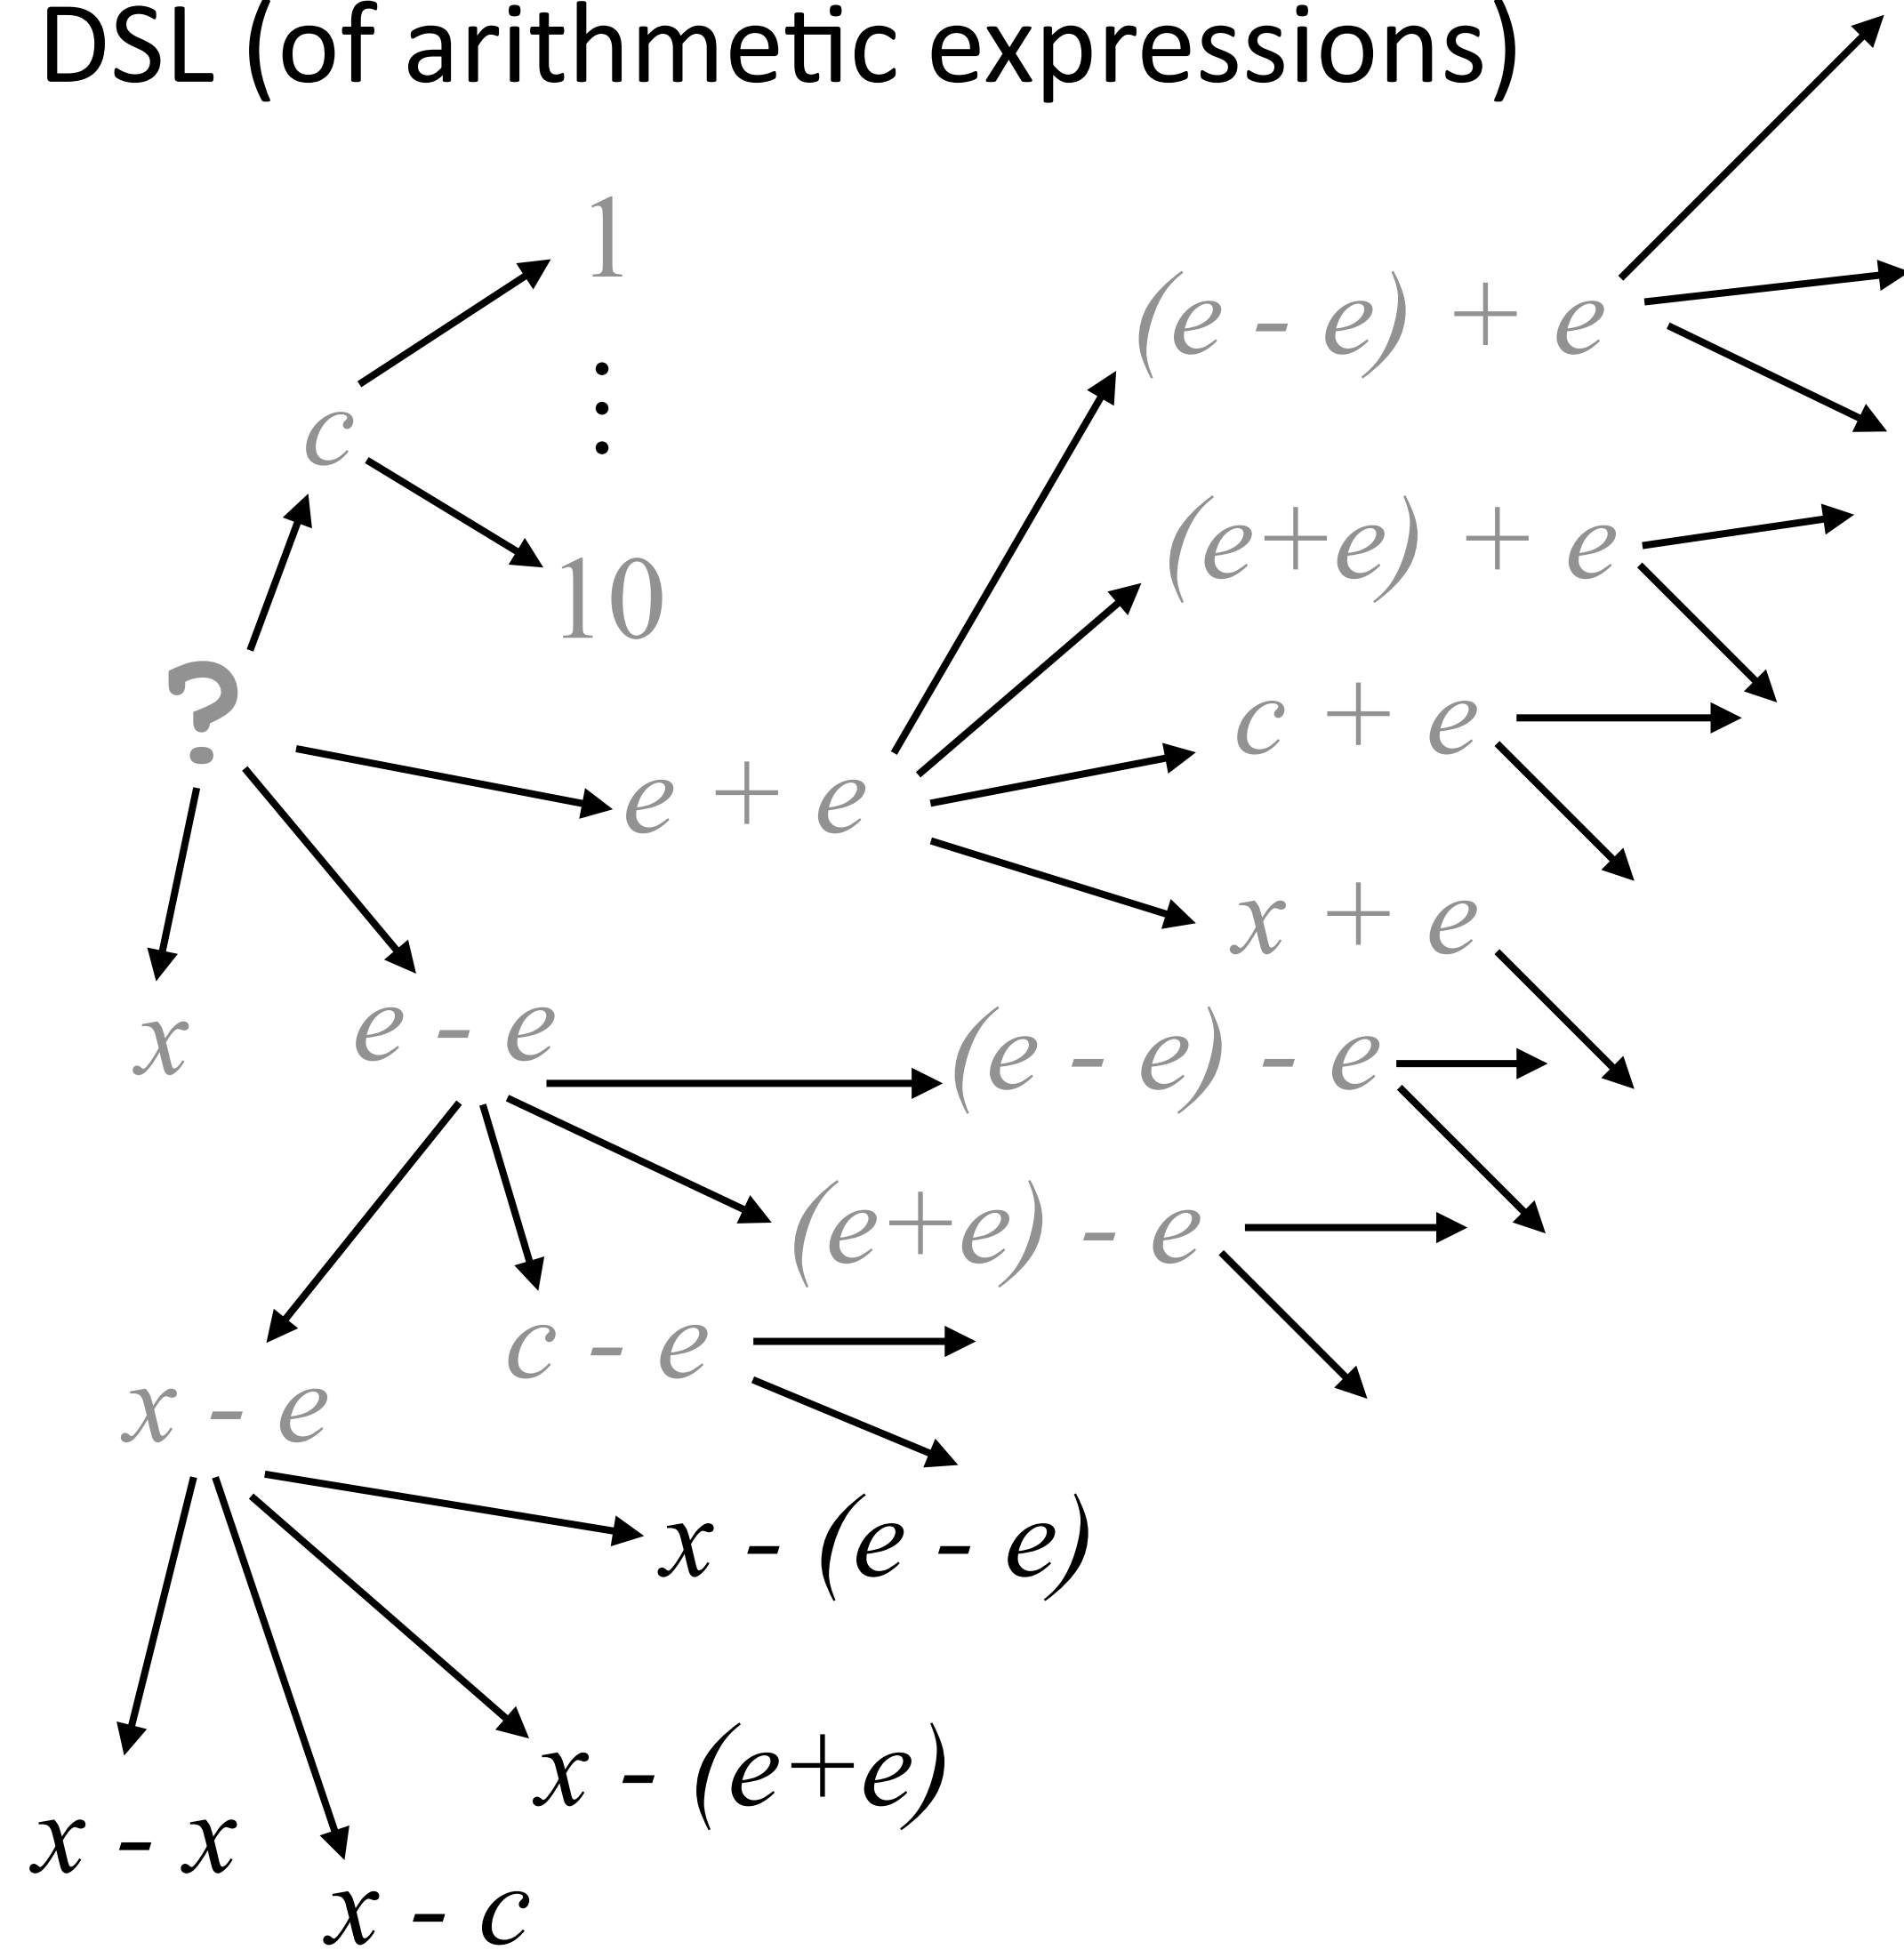 DSL (of arithmetic expressions)
1
(e - e) + e
c
(e+e) + e
10
?
c + e
e + e
x + e
x
e - e
(e - e) - e
(e+e) - e
c - e
x - e
x - (e - e)
x - (e+e)
x - x
x - c